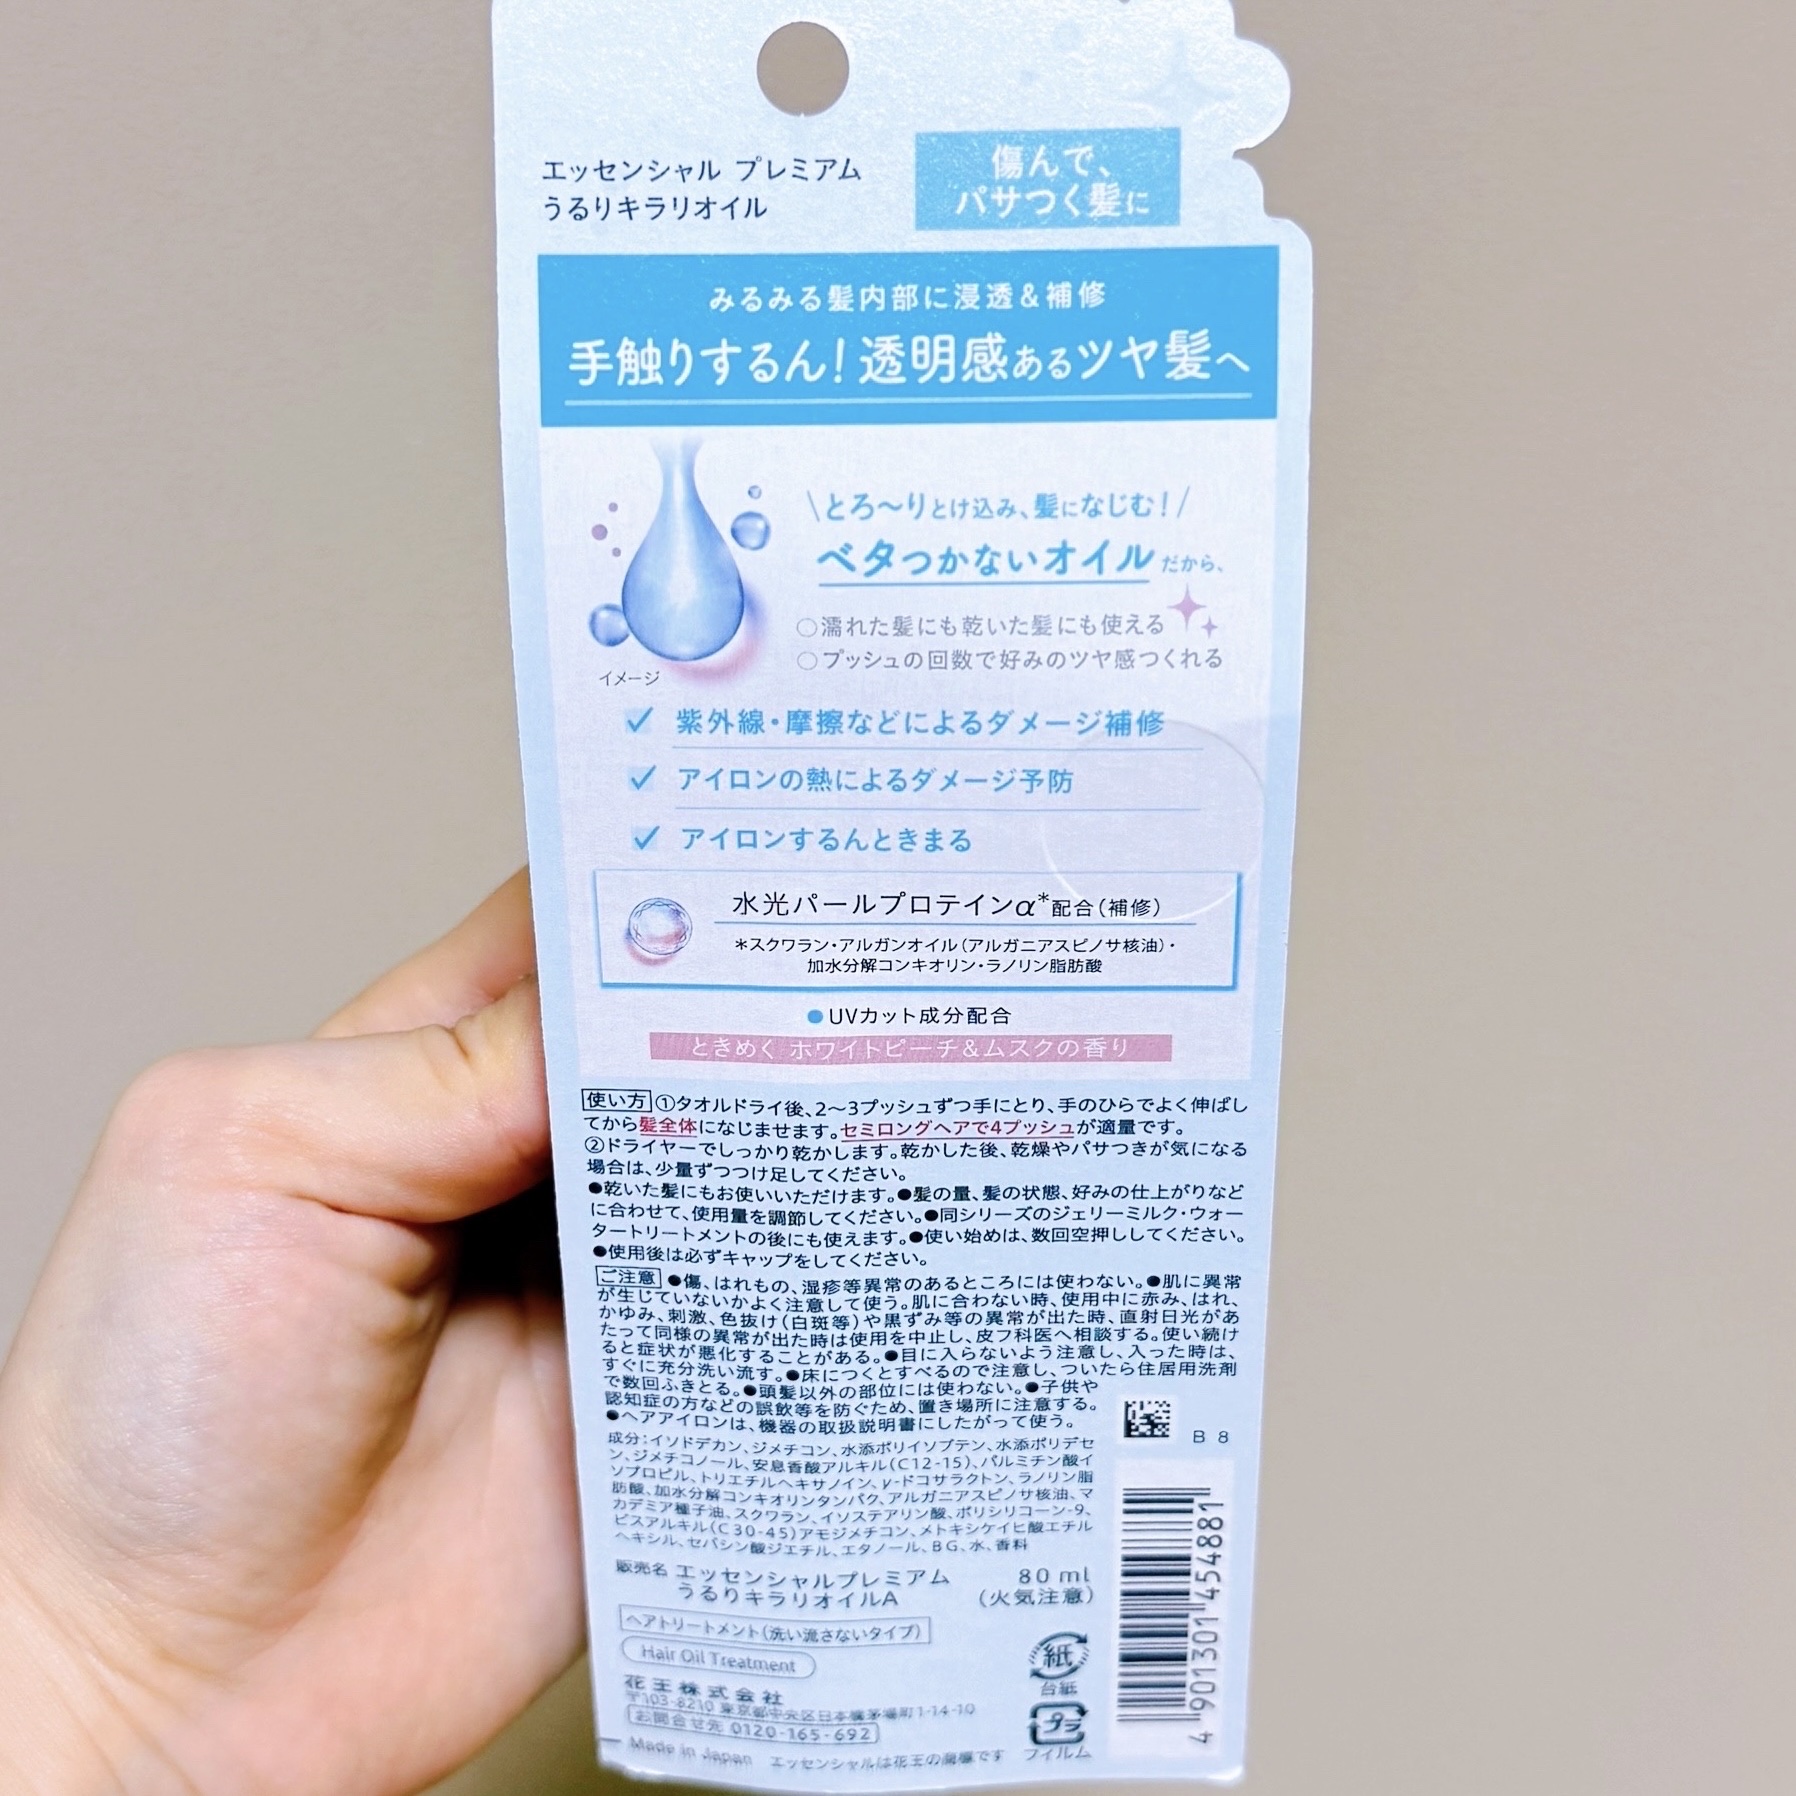 エッセンシャル プレミアム
うるりキラリオイル
傷んで、
パサつく髪に
みるみる髪内部に浸透&補修
手触りするん!透明感あるツヤ髪へ
\とろ〜りとけ込み、髪になじむ!/
ベタつかないオイルだから、
○濡れた髪にも乾いた髪にも使える
○プッシュの回数で好みのツヤ感つくれる
イメージ
✓ 紫外線・摩擦などによるダメージ補修
✓ アイロンの熱によるダメージ予防
✓ アイロンするんときまる
水光パールプロテインα*配合(補修)
*スクワラン・アルガンオイル(アルガニアスピノサ核油)・
加水分解コンキオリン・ラノリン脂肪酸
●UVカット成分配合
ときめく ホワイトピーチ&ムスクの香り
使い方 ①タオルドライ後、2〜3プッシュずつ手にとり、手のひらでよく伸ばし
てから髪全体になじませます。セミロングヘアで4プッシュが適量です。
②ドライヤーでしっかり乾かします。乾かした後、乾燥やパサつきが気になる
場合は、少量ずつつけ足してください。
●乾いた髪にもお使いいただけます。●髪の量、髪の状態、好みの仕上がりなど
に合わせて、使用量を調節してください。●同シリーズのジェリーミルク・ウォー
タートリートメントの後にも使えます。●使い始めは、数回空押ししてください。
●使用後は必ずキャップをしてください。
ご注意 ●傷、はれもの、湿疹等異常のあるところには使わない。●肌に異常
が生じていないかよく注意して使う。肌に合わない時、使用中に赤み、はれ、
かゆみ、刺激、色抜け(白斑等)や黒ずみ等の異常が出た時、直射日光があ
たって同様の異常が出た時は使用を中止し、皮フ科医へ相談する。使い続け
ると症状が悪化することがある。●目に入らないよう注意し、入った時は、
すぐに充分洗い流す。●床につくとすべるので注意し、ついたら住居用洗剤
で数回ふきとる。●頭髪以外の部位には使わない。●子供や
認知症の方などの誤飲等を防ぐため、置き場所に注意する。
●ヘアアイロンは、機器の取扱説明書にしたがって使う。
B 8
成分:イソドデカン、ジメチコン、水添ポリイソブテン、水添ポリデセ
ン、ジメチコノール、安息香酸アルキル(C12-15)、パルミチン酸イ
ソプロピル、トリエチルヘキサノイン、γ-ドコサラクトン、ラノリン脂
肪酸、加水分解コンキオリンタンパク、アルガニアスピノサ核油、マ
カデミア種子油、スクワラン、イソステアリン酸、ポリシリコーン-9、
ビスアルキル(C30-45)アモジメチコン、メトキシケイヒ酸エチル
ヘキシル、セバシン酸ジエチル、エタノール、BG、水、香料
販売名 エッセンシャルプレミアム
うるりキラリオイルA
80 ml
(火気注意)
ヘアトリートメント(洗い流さないタイプ)
Hair Oil Treatment
花王株式会社
〒103-8210 東京都中央区日本橋茅場町1-14-10
お問合せ先 0120-165-692
Made in Japan エッセンシャルは花王の商標です
紙
台紙
プラ
フィルム
4 901301 454881